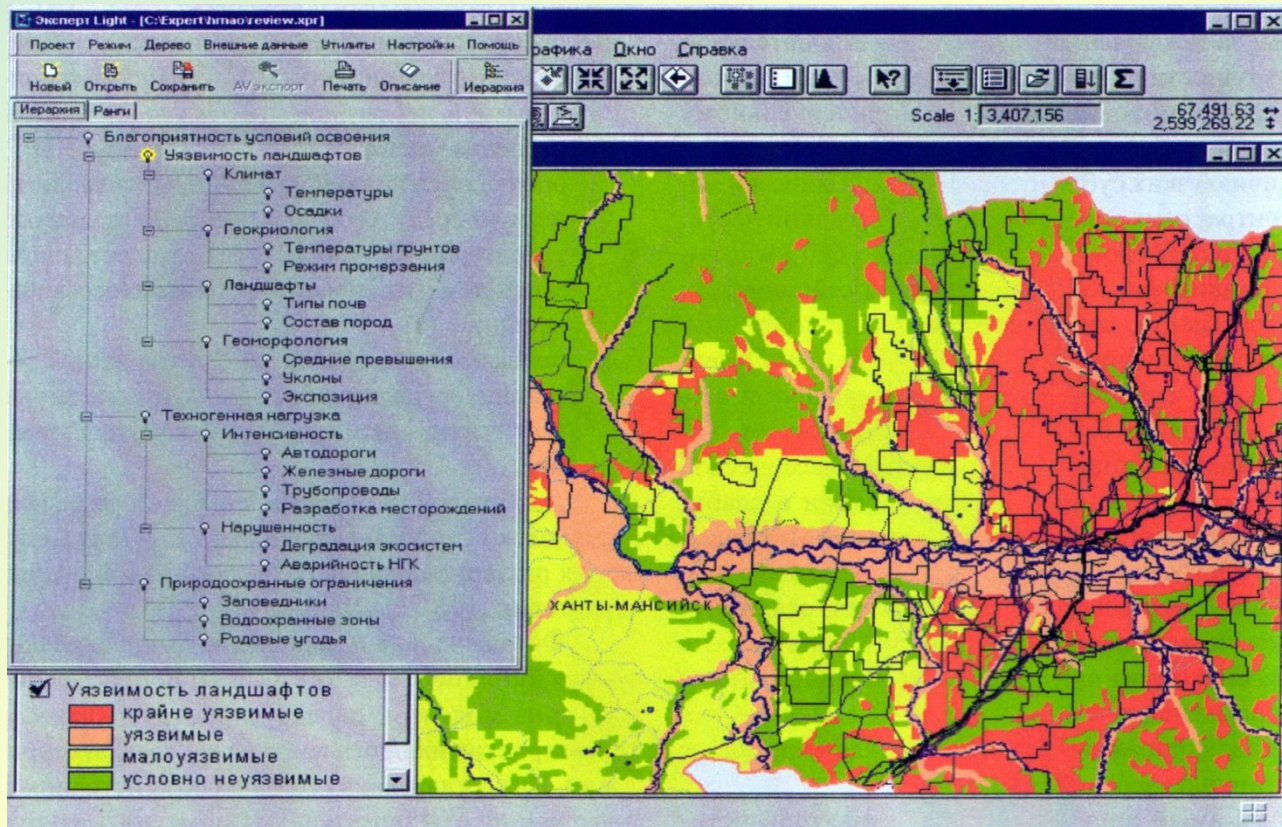 Эксперт Light - [C:\Expert\hmao\review.xpr]
Проект Режим Дерево Внешние данные Утилиты Настройки Помощь
Новый Открыть Сохранить AV экспорт Печать Описание Иерархия
Иерархия Ранги
Благоприятность условий освоения
Уязвимость ландшафтов
Климат
Температуры
Осадки
Геокриология
Температуры грунтов
Режим промерзания
Ландшафты
Типы почв
Состав пород
Геоморфология
Средние превышения
Уклоны
Экспозиция
Техногенная нагрузка
Интенсивность
Автодороги
Железные дороги
Трубопроводы
Разработка месторождений
Нарушенность
Деградация экосистем
Аварийность НГК
Природоохранные ограничения
Заповедники
Водоохранные зоны
Родовые угодья
рафика Окно Справка
Scale 1: 3,407,156
67,491.63
2,599,269.22
ХАНТЫ-МАНСИЙСК
Уязвимость ландшафтов
крайне уязвимые
уязвимые
малоуязвимые
условно неуязвимые